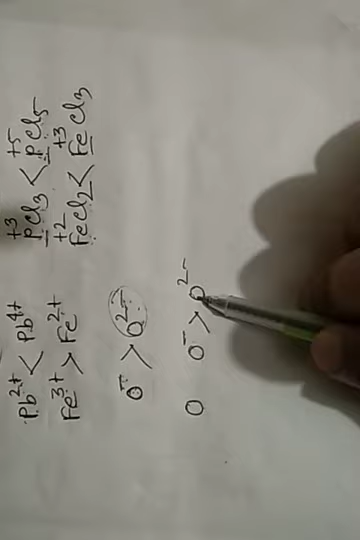 Pb²⁺ < Pb⁴⁺
+3 +5
PCl₃ < PCl₅
Fe³⁺ > Fe²⁺
+2 +3
FeCl₂ < FeCl₃
O⁻ > O²⁻
O O⁻ > O²⁻